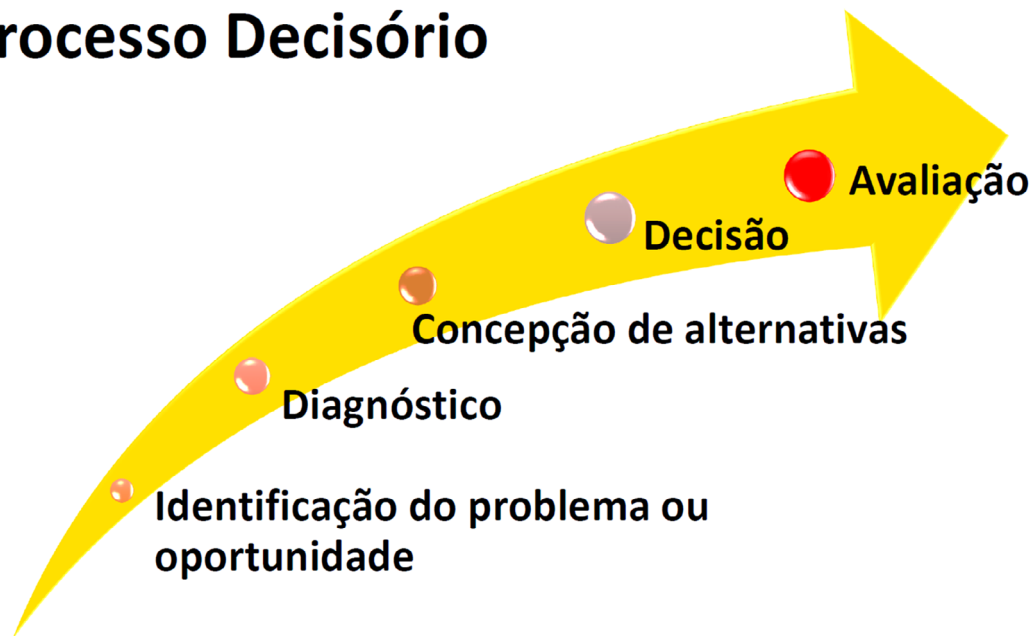 rocesso Decisório
Avaliação
Decisão
Concepção de alternativas
Diagnóstico
Identificação do problema ou
oportunidade